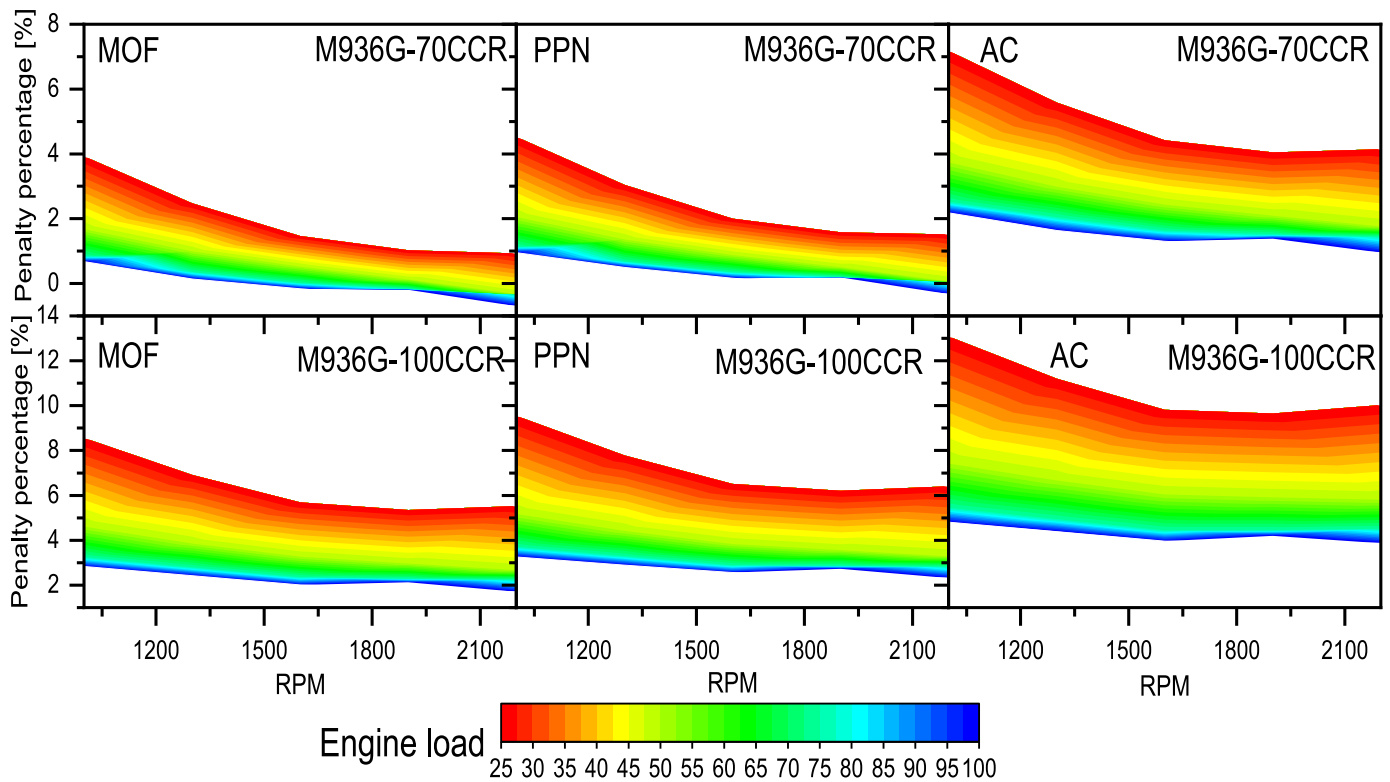 Penalty percentage [%]
8
6
4
2
0
MOF M936G-70CCR
PPN M936G-70CCR
AC M936G-70CCR
Penalty percentage [%]
14
12
10
8
6
4
2
MOF M936G-100CCR
PPN M936G-100CCR
AC M936G-100CCR
1200 1500 1800 2100 1200 1500 1800 2100 1200 1500 1800 2100
RPM RPM RPM
Engine load
25 30 35 40 45 50 55 60 65 70 75 80 85 90 95 100